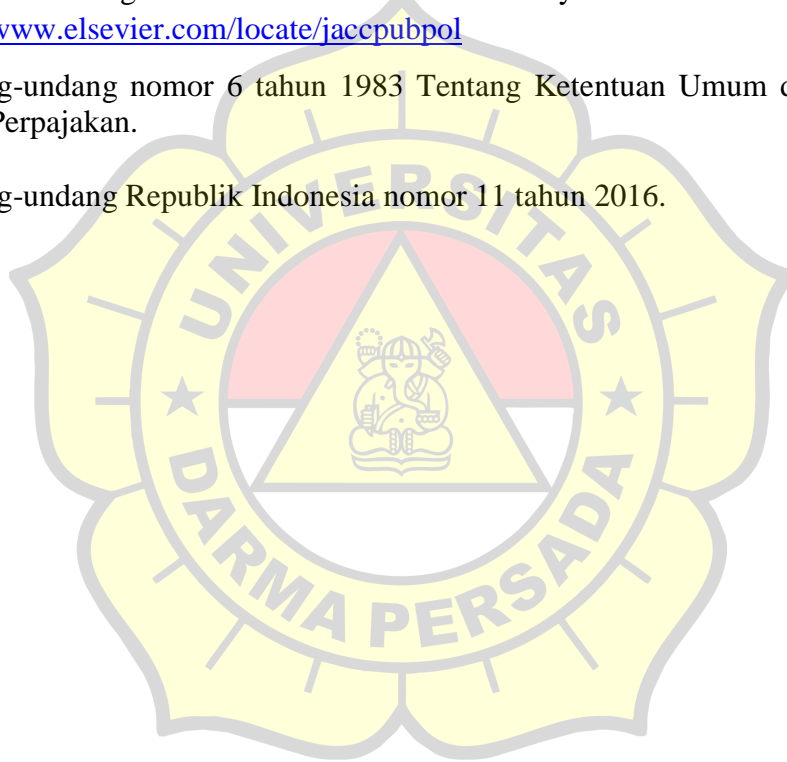 www.elsevier.com/locate/jaccpubpol
g-undang nomor 6 tahun 1983 Tentang Ketentuan Umum d
Perpajakan.
g-undang Republik Indonesia nomor 11 tahun 2016.
UNIVERSITAS
DARMA PERSADA